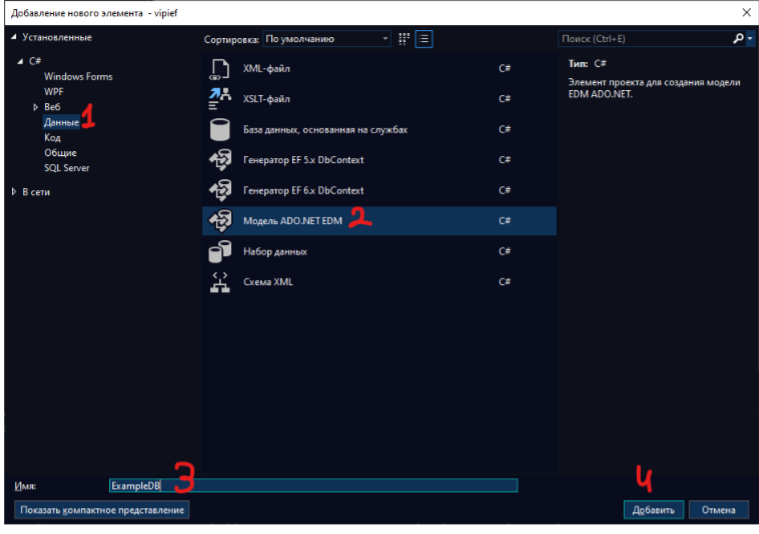 Добавление нового элемента - vipief
Установленные
C#
Windows Forms
WPF
Веб
Данные 1
Код
Общие
SQL Server
В сети
Сортировка: По умолчанию
XML-файл C#
XSLT-файл C#
База данных, основанная на службах C#
Генератор EF 5.x DbContext C#
Генератор EF 6.x DbContext C#
Модель ADO.NET EDM 2 C#
Набор данных C#
Схема XML C#
Поиск (Ctrl+E)
Тип: C#
Элемент проекта для создания модели
EDM ADO.NET.
Имя: ExampleDB 3
4
Показать компактное представление
Добавить Отмена